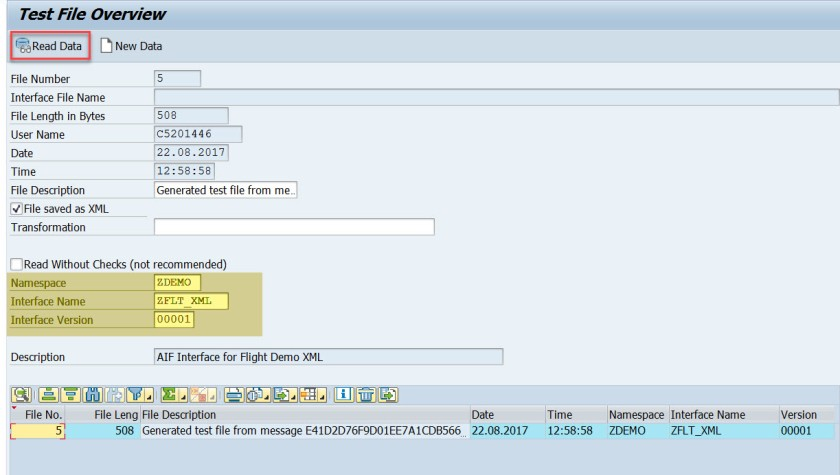 Test File Overview
Read Data New Data
File Number 5
Interface File Name
File Length in Bytes 508
User Name C5201446
Date 22.08.2017
Time 12:58:58
File Description Generated test file from me..
File saved as XML
Transformation
Read Without Checks (not recommended)
Namespace ZDEMO
Interface Name ZFLT_XML
Interface Version 00001
Description AIF Interface for Flight Demo XML
File No. File Leng File Description Date Time Namespace Interface Name Version
5 508 Generated test file from message E41D2D76F9D01EE7A1CDB566... 22.08.2017 12:58:58 ZDEMO ZFLT_XML 00001